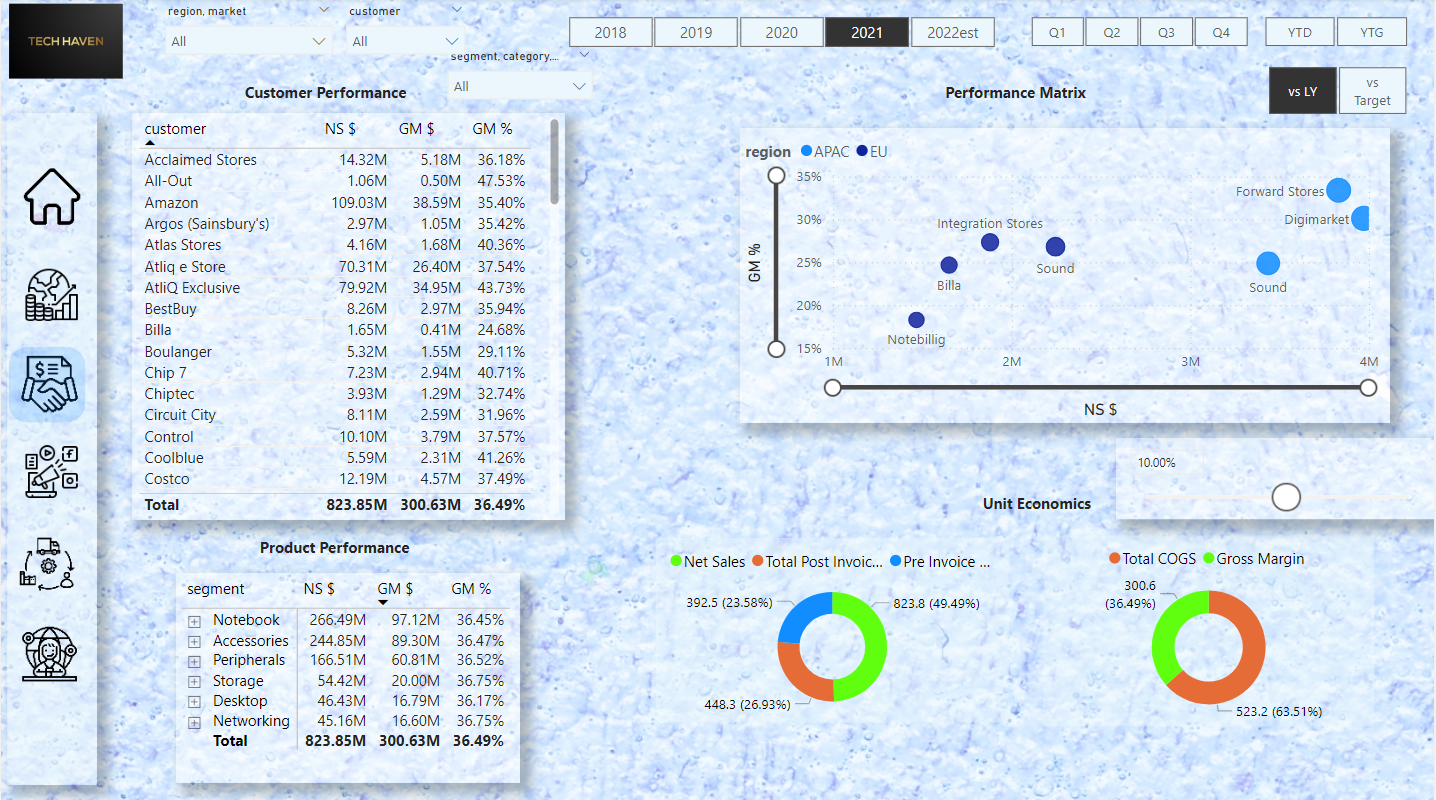 TECH HAVEN
region, market
All
customer
All
segment, category,...
All
2018 2019 2020 2021 2022est
Q1 Q2 Q3 Q4
YTD YTG
vs LY
vs
Target
Customer Performance
customer NS $ GM $ GM %
Acclaimed Stores 14.32M 5.18M 36.18%
All-Out 1.06M 0.50M 47.53%
Amazon 109.03M 38.59M 35.40%
Argos (Sainsbury's) 2.97M 1.05M 35.42%
Atlas Stores 4.16M 1.68M 40.36%
Atliq e Store 70.31M 26.40M 37.54%
AtliQ Exclusive 79.92M 34.95M 43.73%
BestBuy 8.26M 2.97M 35.94%
Billa 1.65M 0.41M 24.68%
Boulanger 5.32M 1.55M 29.11%
Chip 7 7.23M 2.94M 40.71%
Chiptec 3.93M 1.29M 32.74%
Circuit City 8.11M 2.59M 31.96%
Control 10.10M 3.79M 37.57%
Coolblue 5.59M 2.31M 41.26%
Costco 12.19M 4.57M 37.49%
Total 823.85M 300.63M 36.49%
Performance Matrix
region APAC EU
GM %
35%
30%
25%
20%
15%
Forward Stores
Digimarket
Integration Stores
Sound
Billa
Sound
Notebillig
1M 2M 3M 4M
NS $
10.00%
Product Performance
segment NS $ GM $ GM %
Notebook 266.49M 97.12M 36.45%
Accessories 244.85M 89.30M 36.47%
Peripherals 166.51M 60.81M 36.52%
Storage 54.42M 20.00M 36.75%
Desktop 46.43M 16.79M 36.17%
Networking 45.16M 16.60M 36.75%
Total 823.85M 300.63M 36.49%
Unit Economics
Net Sales Total Post Invoic... Pre Invoice ...
392.5 (23.58%)
823.8 (49.49%)
448.3 (26.93%)
Total COGS Gross Margin
300.6
(36.49%)
523.2 (63.51%)